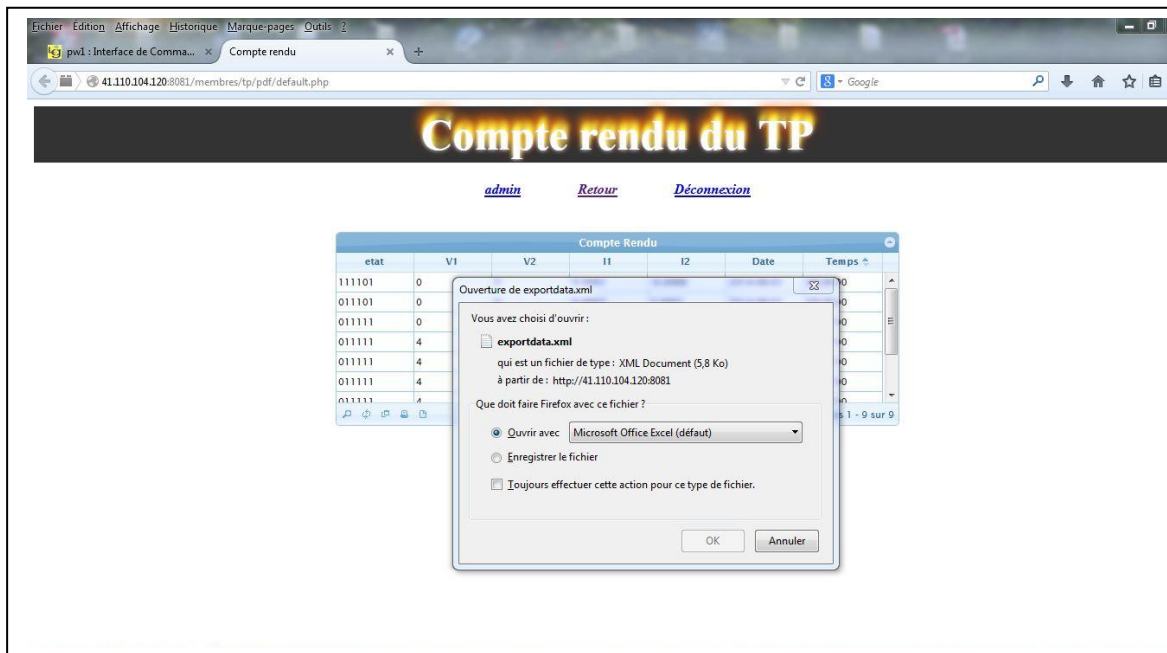 Fichier Édition Affichage Historique Marque-pages Outils ?
pw1 : Interface de Comma... × Compte rendu × +
41.110.104.120:8081/membres/tp/pdf/default.php Google
Compte rendu du TP
admin Retour Déconnexion
Compte Rendu
etat V1 V2 I1 I2 Date Temps
111101 0
011101 0
011111 0
011111 4
011111 4
011111 4
011111 4
s 1 - 9 sur 9
Ouverture de exportdata.xml
Vous avez choisi d'ouvrir :
exportdata.xml
qui est un fichier de type : XML Document (5,8 Ko)
à partir de : http://41.110.104.120:8081
Que doit faire Firefox avec ce fichier ?
Ouvrir avec Microsoft Office Excel (défaut)
Enregistrer le fichier
Toujours effectuer cette action pour ce type de fichier.
OK Annuler